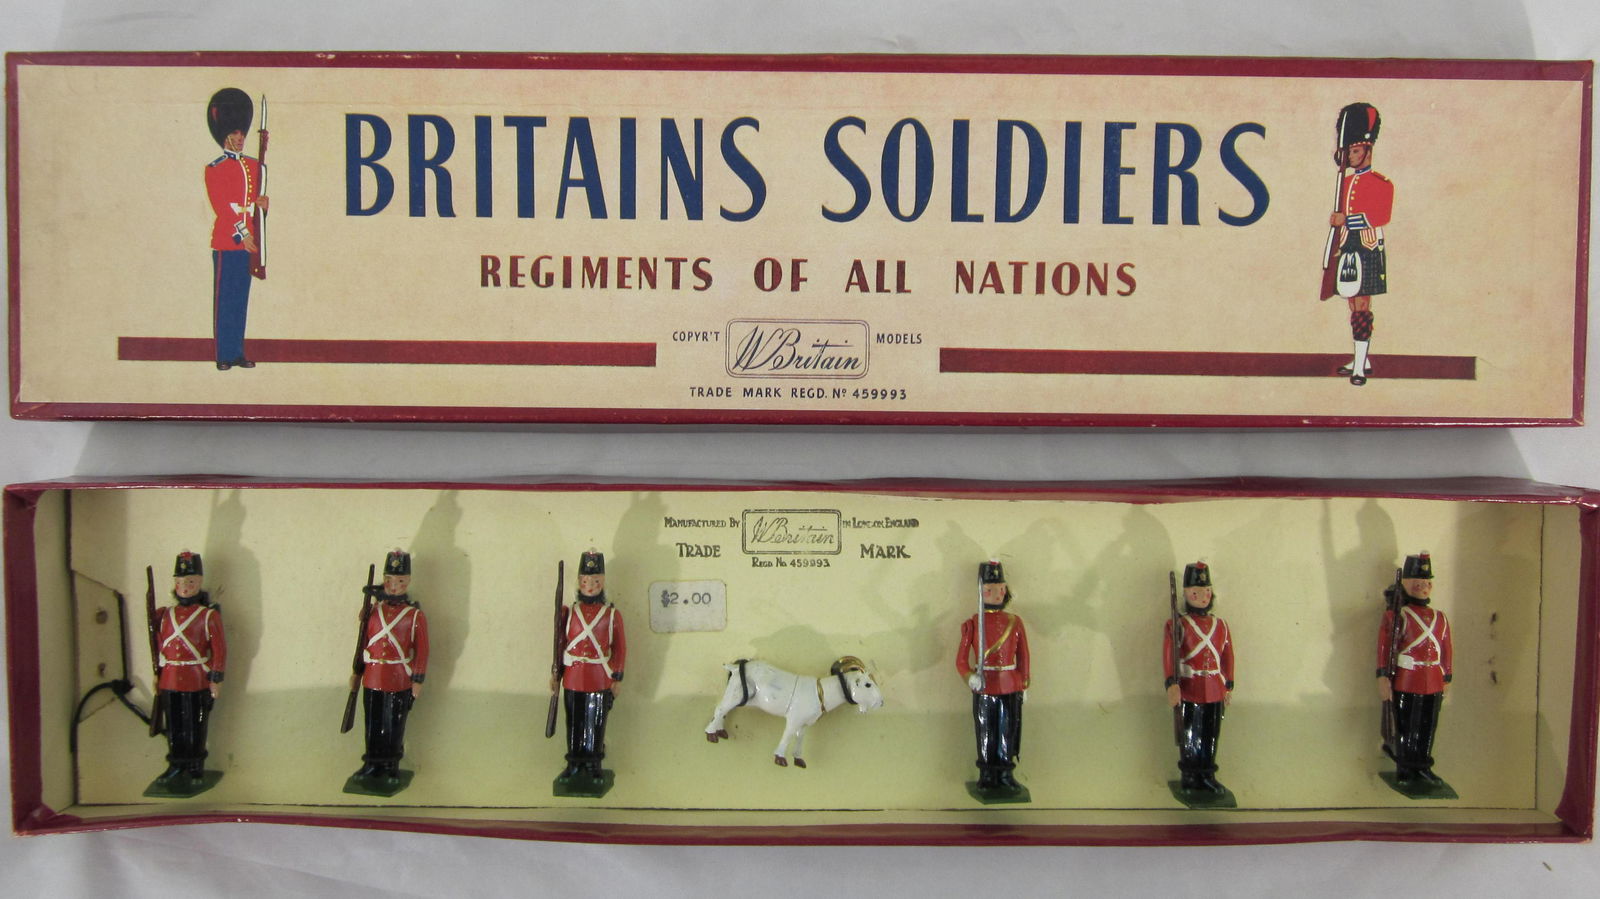 BRITAINS SOLDIERS
REGIMENTS OF ALL NATIONS
COPYR'T W Britain MODELS
TRADE MARK REGD. Nº 459993
MANUFACTURED BY W Britain IN LONDON, ENGLAND
TRADE MARK
REGD No. 459993
$2.00